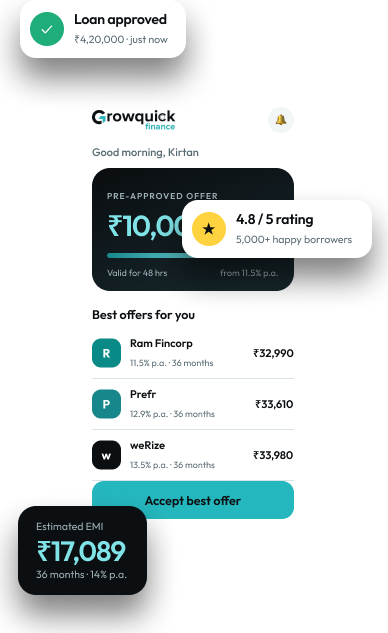 Loan approved
₹4,20,000 · just now
Growquick
finance
Good morning, Kirtan
PRE-APPROVED OFFER
4.8 / 5 rating
5,000+ happy borrowers
Valid for 48 hrs
from 11.5% p.a.
Best offers for you
R
Ram Fincorp
11.5% p.a. · 36 months
₹32,990
P
Prefr
12.9% p.a. · 36 months
₹33,610
w
weRize
13.5% p.a. · 36 months
₹33,980
Accept best offer
Estimated EMI
₹17,089
36 months · 14% p.a.